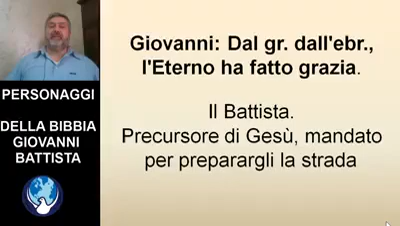 Giovanni: Dal gr. dall'ebr.,
l'Eterno ha fatto grazia.
Il Battista.
Precursore di Gesù, mandato
per preparargli la strada
PERSONAGGI
DELLA BIBBIA
GIOVANNI
BATTISTA